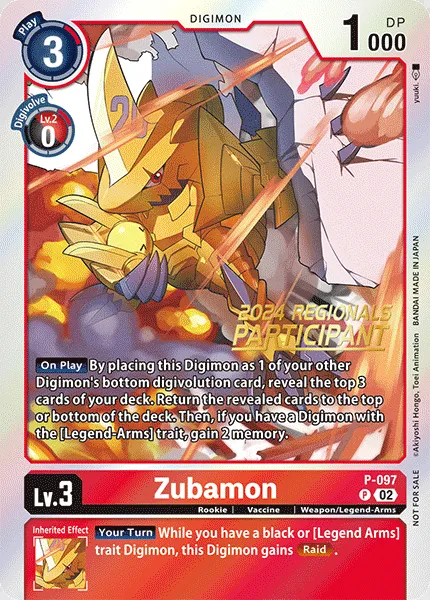 DIGIMON
Play
3
1000
DP
Digivolve
Lv.2
0
yuuki.
2024 REGIONALS
PARTICIPANT
©Akiyoshi Hongo, Toei Animation BANDAI MADE IN JAPAN
On Play By placing this Digimon as 1 of your other
Digimon's bottom digivolution card, reveal the top 3
cards of your deck. Return the revealed cards to the top
or bottom of the deck. Then, if you have a Digimon with
the [Legend-Arms] trait, gain 2 memory.
NOT FOR SALE
Lv.3
Zubamon
P-097
P 02
Rookie | Vaccine | Weapon/Legend-Arms
Inherited Effect
Your Turn While you have a black or [Legend Arms]
trait Digimon, this Digimon gains Raid .